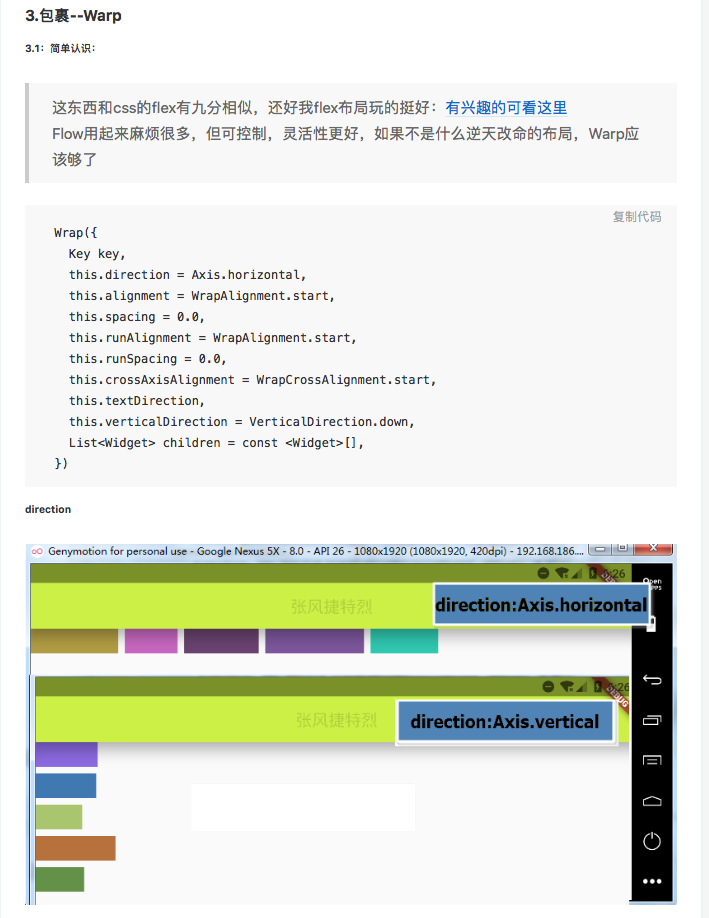 3.包裹--Warp
3.1：简单认识：
这东西和css的flex有九分相似，还好我flex布局玩的挺好：有兴趣的可看这里
Flow用起来麻烦很多，但可控制，灵活性更好，如果不是什么逆天改命的布局，Warp应
该够了
复制代码
Wrap({
Key key,
this.direction = Axis.horizontal,
this.alignment = WrapAlignment.start,
this.spacing = 0.0,
this.runAlignment = WrapAlignment.start,
this.runSpacing = 0.0,
this.crossAxisAlignment = WrapCrossAlignment.start,
this.textDirection,
this.verticalDirection = VerticalDirection.down,
List<Widget> children = const <Widget>[],
})
direction
Genymotion for personal use - Google Nexus 5X - 8.0 - API 26 - 1080x1920 (1080x1920, 420dpi) - 192.168.186....
张风捷特烈
direction:Axis.horizontal
张风捷特烈
direction:Axis.vertical
DEBUG